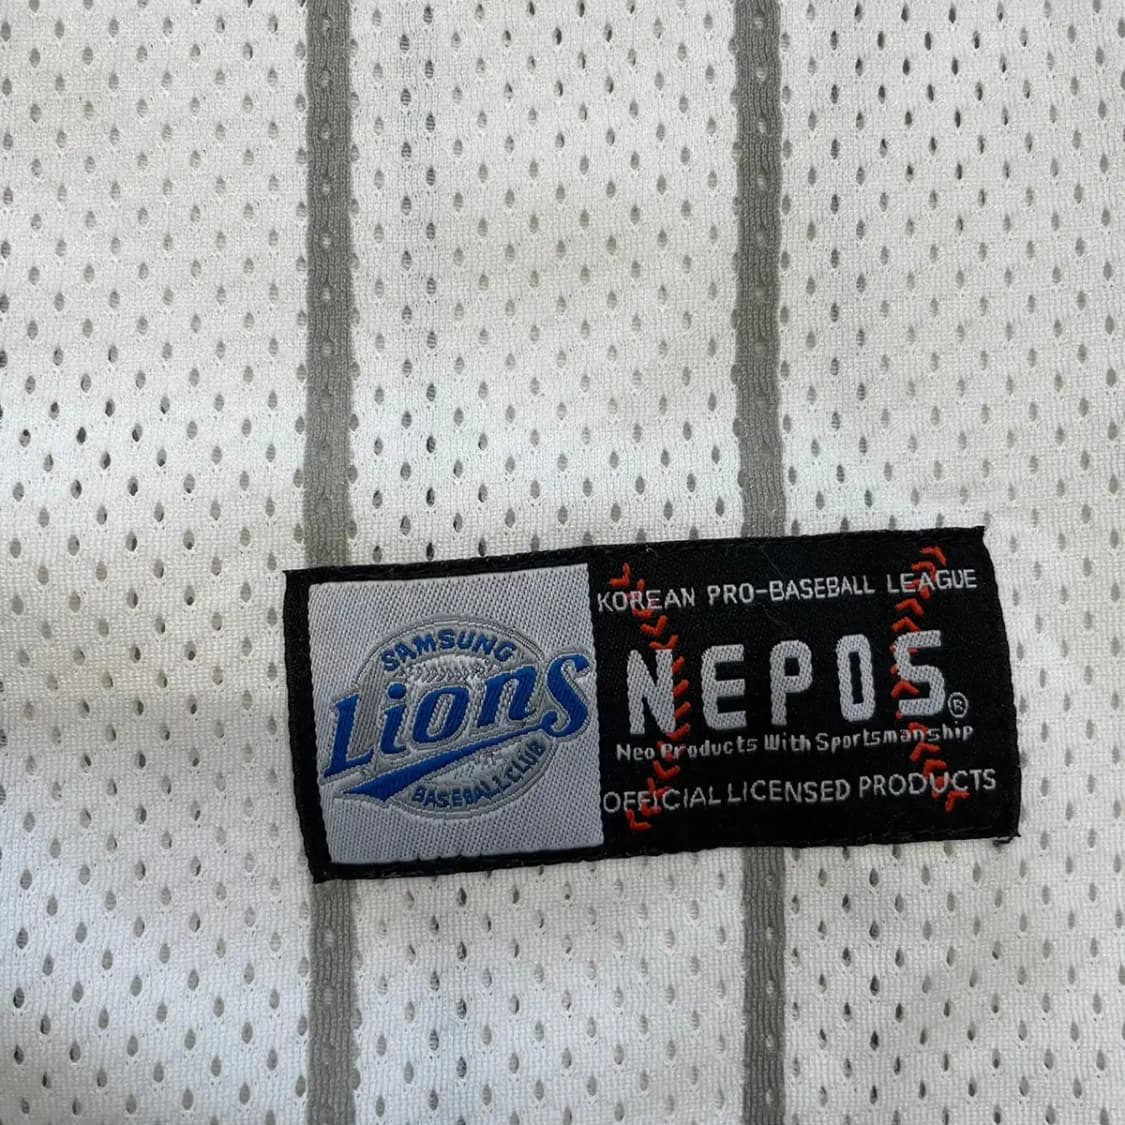 SAMSUNG
Lions
BASEBALL CLUB
KOREAN PRO-BASEBALL LEAGUE
NEPOS®
Neo Products With Sportsmanship
OFFICIAL LICENSED PRODUCTS